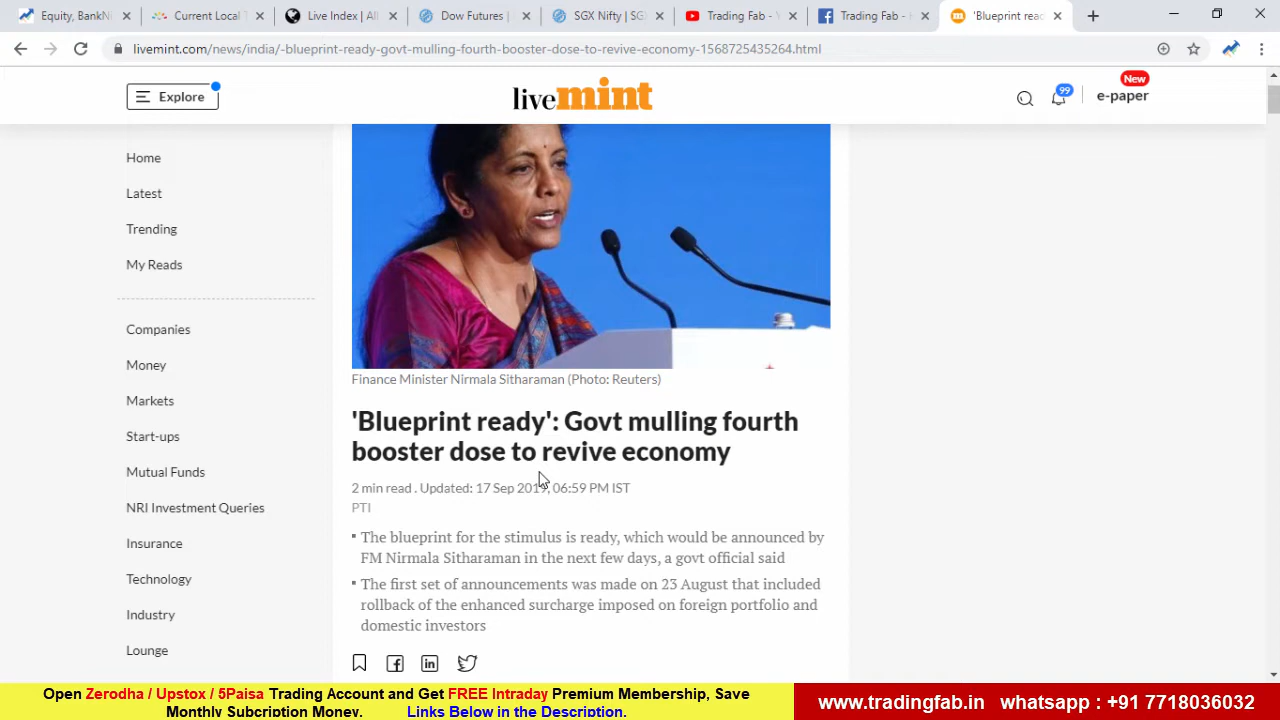 Equity, BankN
Current Local T
Live Index | All
Dow Futures |
SGX Nifty | SG
Trading Fab - Y
Trading Fab - H
'Blueprint read
livemint.com/news/india/-blueprint-ready-govt-mulling-fourth-booster-dose-to-revive-economy-1568725435264.html
Explore
livemint
99
New
e-paper
Home
Latest
Trending
My Reads
Companies
Money
Markets
Start-ups
Mutual Funds
NRI Investment Queries
Insurance
Technology
Industry
Lounge
Finance Minister Nirmala Sitharaman (Photo: Reuters)
'Blueprint ready': Govt mulling fourth
booster dose to revive economy
2 min read . Updated: 17 Sep 2019, 06:59 PM IST
PTI
The blueprint for the stimulus is ready, which would be announced by
FM Nirmala Sitharaman in the next few days, a govt official said
The first set of announcements was made on 23 August that included
rollback of the enhanced surcharge imposed on foreign portfolio and
domestic investors
Open Zerodha / Upstox / 5Paisa Trading Account and Get FREE Intraday Premium Membership, Save
Monthly Subcription Money. Links Below in the Description.
www.tradingfab.in whatsapp : +91 7718036032